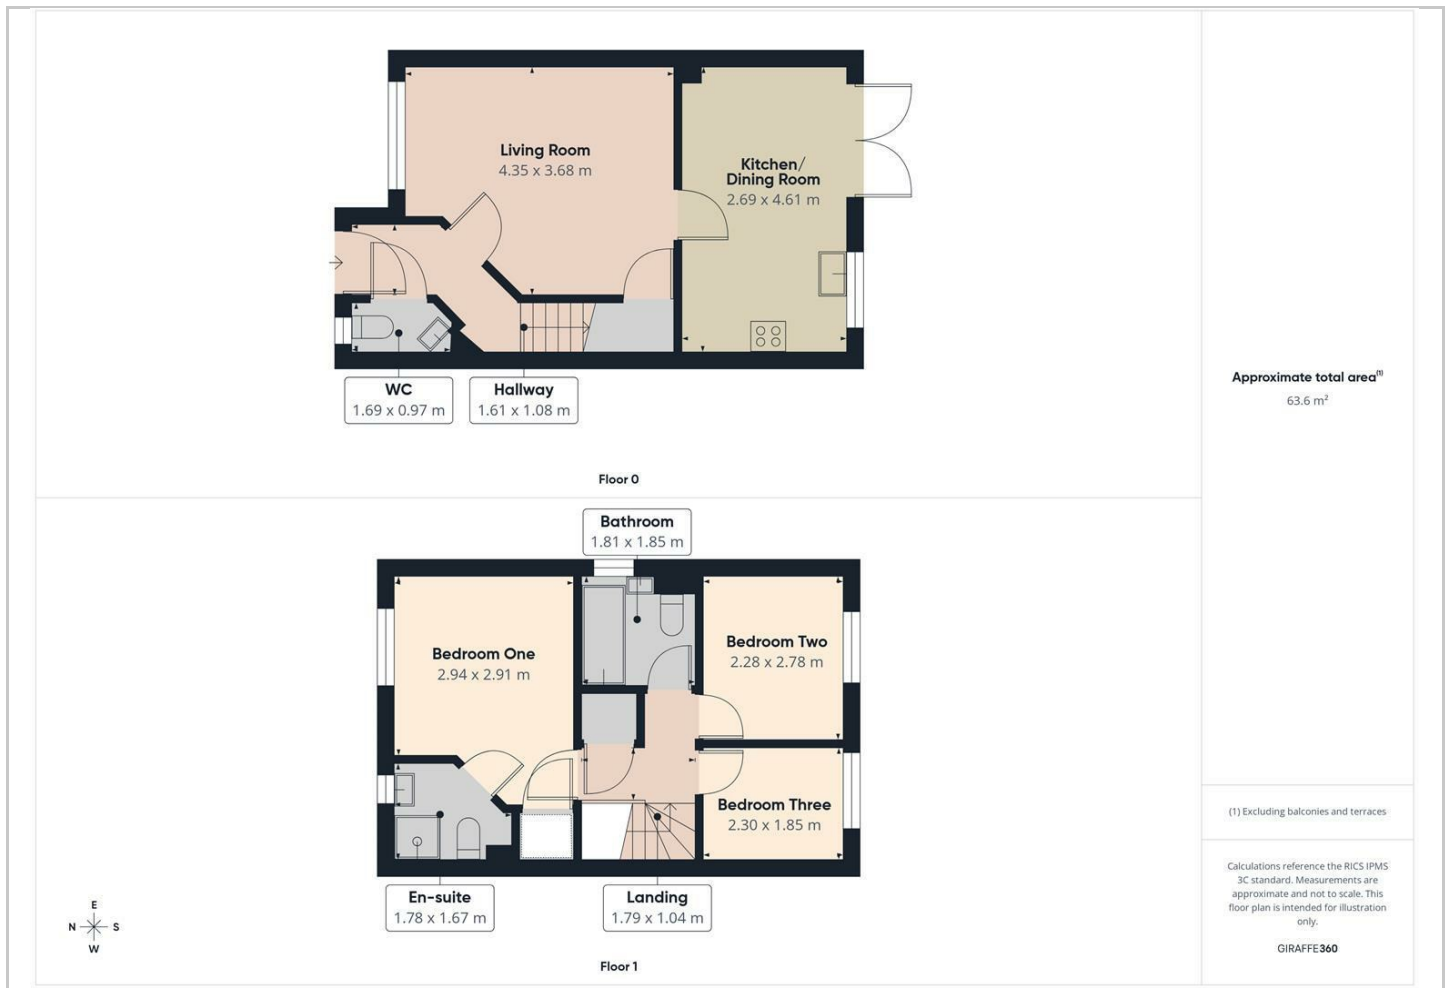 Living Room
4.35 x 3.68 m
Kitchen/
Dining Room
2.69 x 4.61 m
WC
1.69 x 0.97 m
Hallway
1.61 x 1.08 m
Floor 0
Approximate total area(1)
63.6 m²
Bathroom
1.81 x 1.85 m
Bedroom One
2.94 x 2.91 m
Bedroom Two
2.28 x 2.78 m
Bedroom Three
2.30 x 1.85 m
En-suite
1.78 x 1.67 m
Landing
1.79 x 1.04 m
Floor 1
E
N S
W
(1) Excluding balconies and terraces
Calculations reference the RICS IPMS
3C standard. Measurements are
approximate and not to scale. This
floor plan is intended for illustration
only.
GIRAFFE360